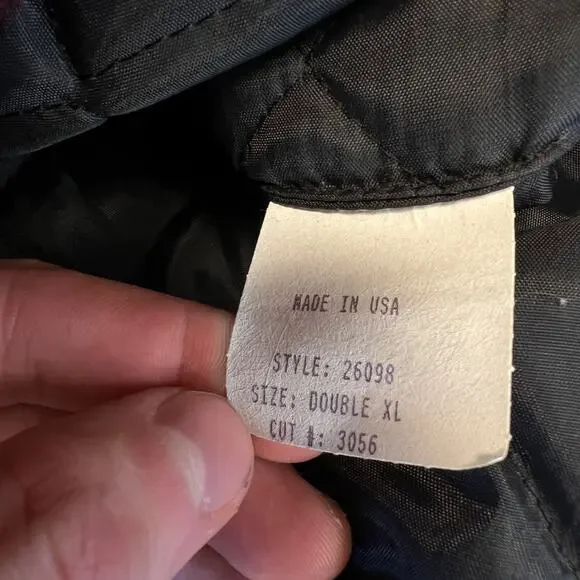 MADE IN USA
STYLE: 26098
SIZE: DOUBLE XL
CUT #: 3056